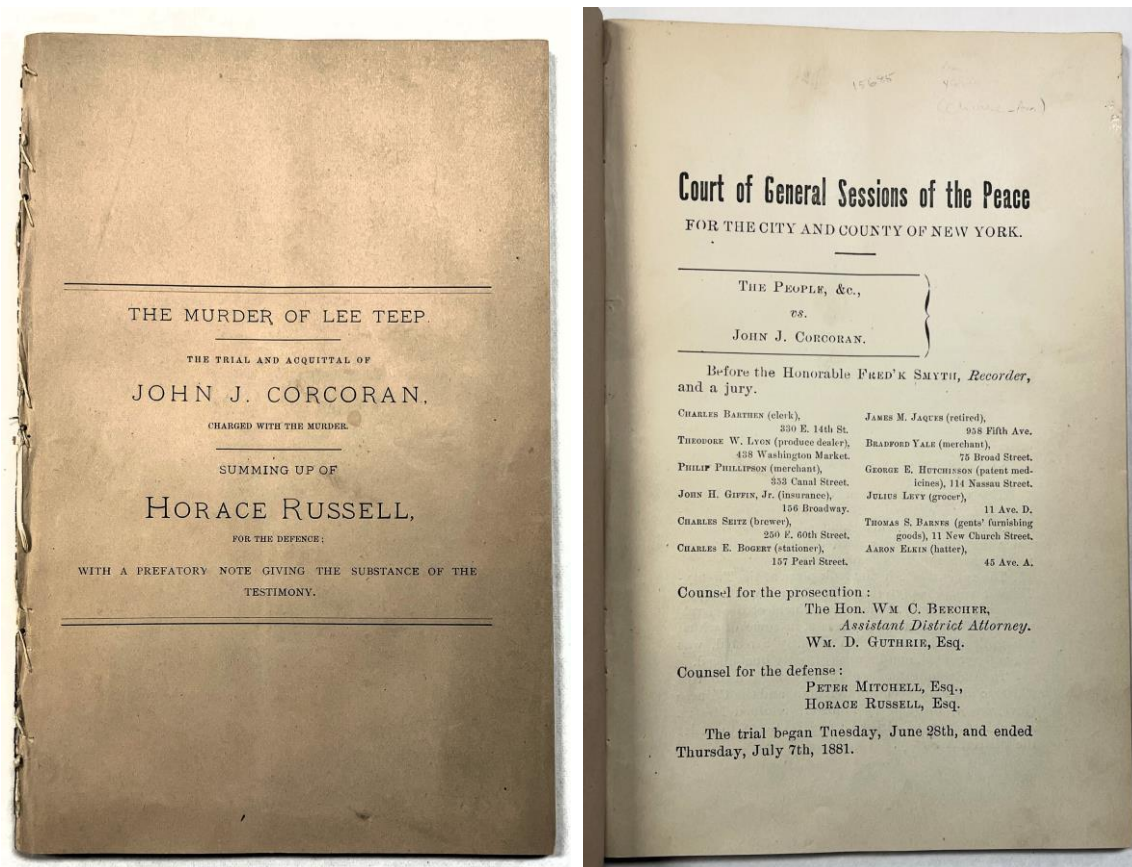 THE MURDER OF LEE TEEP.
THE TRIAL AND ACQUITTAL OF
JOHN J. CORCORAN,
CHARGED WITH THE MURDER.
SUMMING UP OF
HORACE RUSSELL,
FOR THE DEFENCE;
WITH A PREFATORY NOTE GIVING THE SUBSTANCE OF THE
TESTIMONY.
15695
Court of General Sessions of the Peace
FOR THE CITY AND COUNTY OF NEW YORK.
THE PEOPLE, &c.,
vs.
JOHN J. CORCORAN.
Before the Honorable FRED'K SMYTH, Recorder,
and a jury.
CHARLES BARTHEN (clerk),
330 E. 14th St.
THEODORE W. LYON (produce dealer),
438 Washington Market.
PHILIP PHILLIPSON (merchant),
353 Canal Street.
JOHN H. GIFFIN, Jr. (insurance),
156 Broadway.
CHARLES SEITZ (brewer),
250 E. 60th Street.
CHARLES E. BOGERT (stationer),
157 Pearl Street.
JAMES M. JAQUES (retired),
958 Fifth Ave.
BRADFORD YALE (merchant),
75 Broad Street.
GEORGE E. HUTCHINSON (patent med-
icines), 114 Nassau Street.
JULIUS LEVY (grocer),
11 Ave. D.
THOMAS S. BARNES (gents' furnishing
goods), 11 New Church Street.
AARON ELKIN (hatter),
45 Ave. A.
Counsel for the prosecution:
The Hon. WM C. BEECHER,
Assistant District Attorney.
WM. D. GUTHRIE, Esq.
Counsel for the defense:
PETER MITCHELL, Esq.,
HORACE RUSSELL, Esq.
The trial began Tuesday, June 28th, and ended
Thursday, July 7th, 1881.